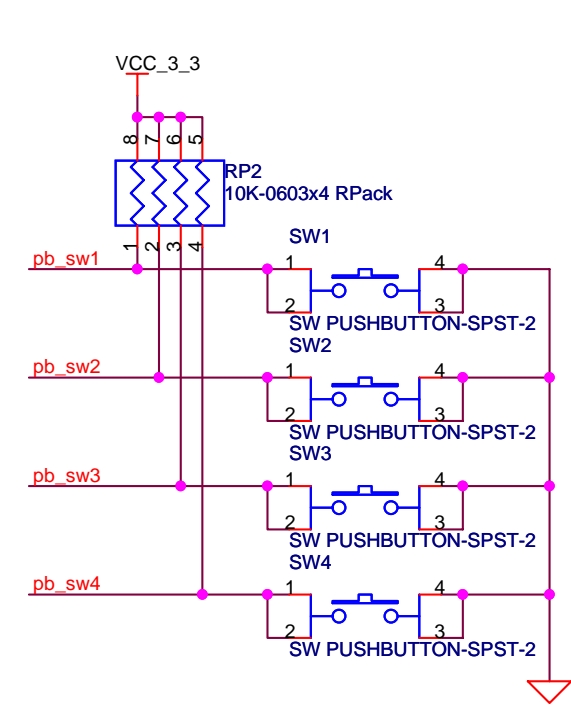 VCC_3_3
8 7 6 5
RP2
10K-0603x4 RPack
1 2 3 4
SW1
pb_sw1
1 4
2 3
SW PUSHBUTTON-SPST-2
SW2
pb_sw2
1 4
2 3
SW PUSHBUTTON-SPST-2
SW3
pb_sw3
1 4
2 3
SW PUSHBUTTON-SPST-2
SW4
pb_sw4
1 4
2 3
SW PUSHBUTTON-SPST-2